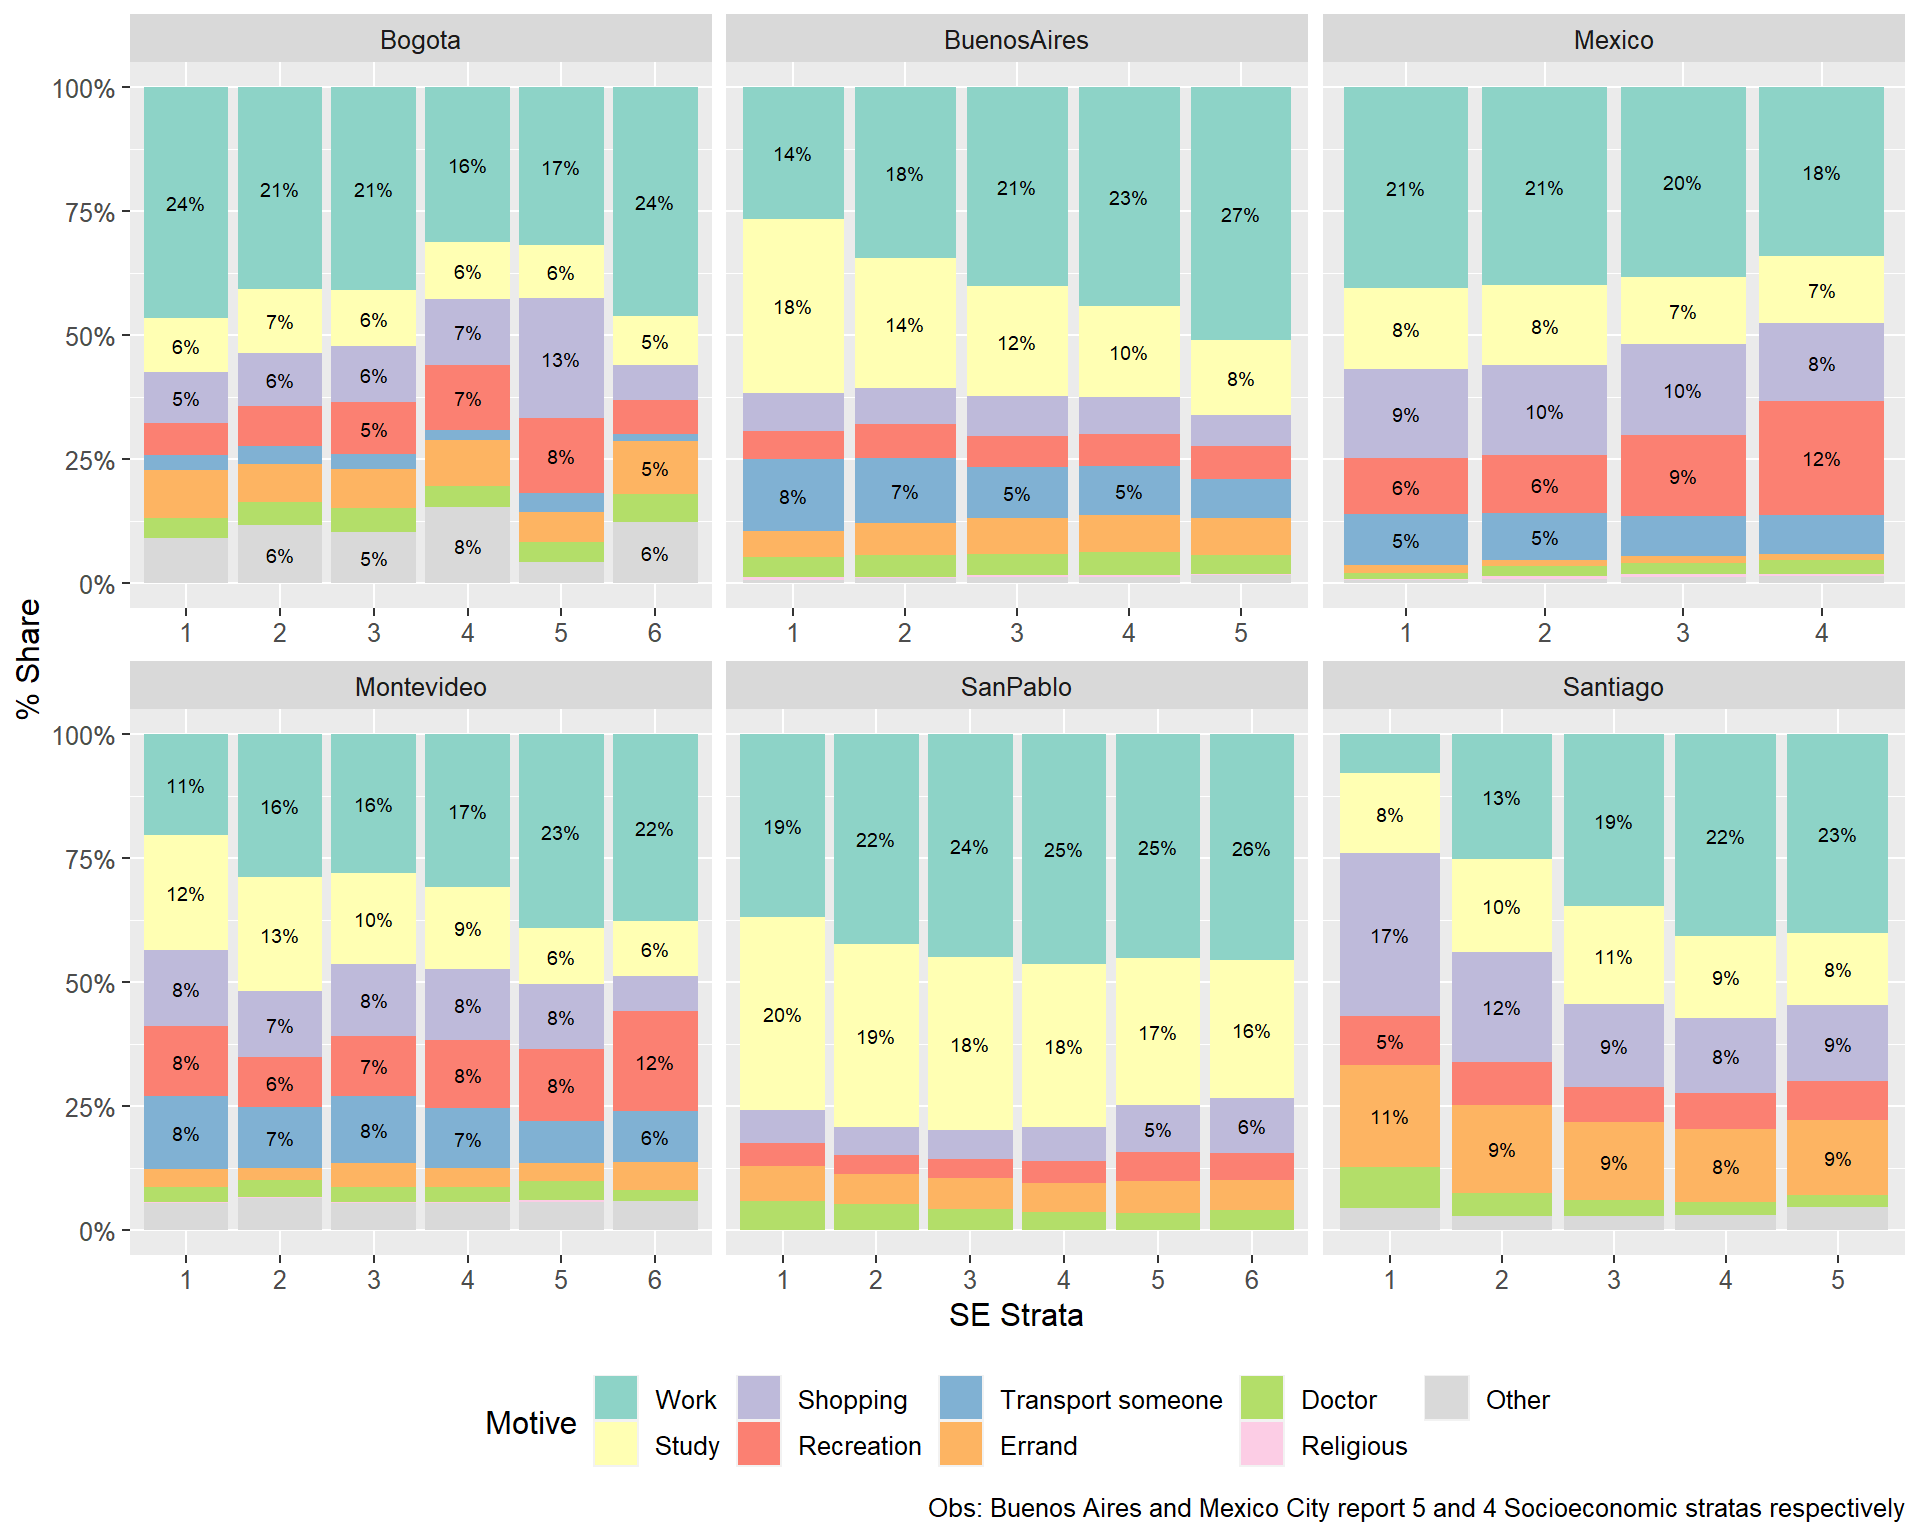 Bogota BuenosAires Mexico
100%
75%
50%
25%
0%
24% 21% 21% 16% 17% 24%
6% 7% 6% 6% 6% 5%
5% 6% 6% 7% 13%
5% 7% 8%
5%
6% 5% 8% 6%
1 2 3 4 5 6
14% 18% 21% 23% 27%
18% 14% 12% 10% 8%
8% 7% 5% 5%
1 2 3 4 5
21% 21% 20% 18%
8% 8% 7% 7%
9% 10% 10% 8%
6% 6% 9% 12%
5% 5%
1 2 3 4
% Share
Montevideo SanPablo Santiago
100%
75%
50%
25%
0%
11% 16% 16% 17% 23% 22%
12% 13% 10% 9% 6% 6%
8% 7% 8% 8% 8%
8% 6% 7% 8% 8% 12%
8% 7% 8% 7% 6%
1 2 3 4 5 6
19% 22% 24% 25% 25% 26%
20% 19% 18% 18% 17% 16%
5% 6%
1 2 3 4 5 6
13% 19% 22% 23%
8% 10% 11% 9% 8%
17% 12% 9% 8% 9%
5%
11% 9% 9% 8% 9%
1 2 3 4 5
SE Strata
Motive
Work Shopping Transport someone Doctor Other
Study Recreation Errand Religious
Obs: Buenos Aires and Mexico City report 5 and 4 Socioeconomic stratas respectively